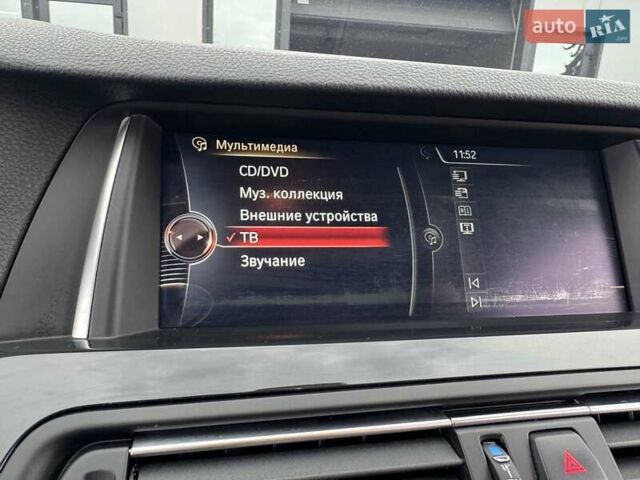 auto RIA
Мультимедиа
11:52
CD/DVD
Муз. коллекция
Внешние устройства
ТВ
Звучание